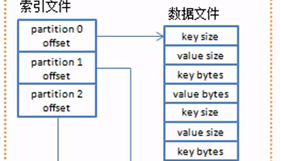 索引文件
数据文件
partition 0
offset
partition 1
offset
partition 2
offset
key size
value size
key bytes
value bytes
key size
value size
key bytes